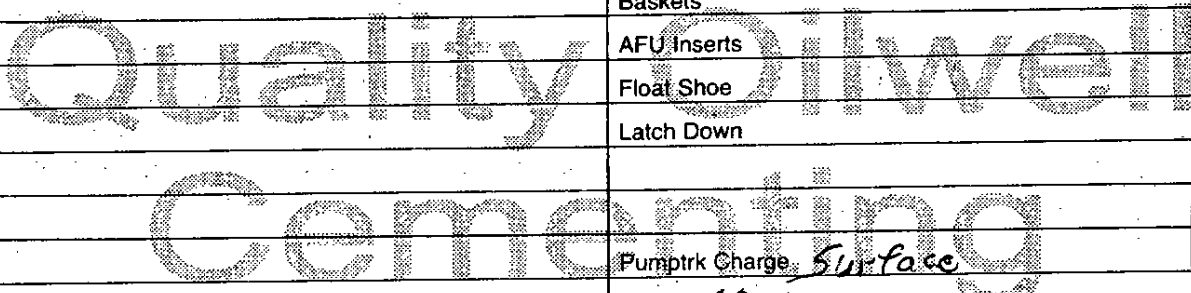 Baskets
AFU Inserts
Float Shoe
Latch Down
Quality Oilwell
Cementing
Pumptrk Charge Surface